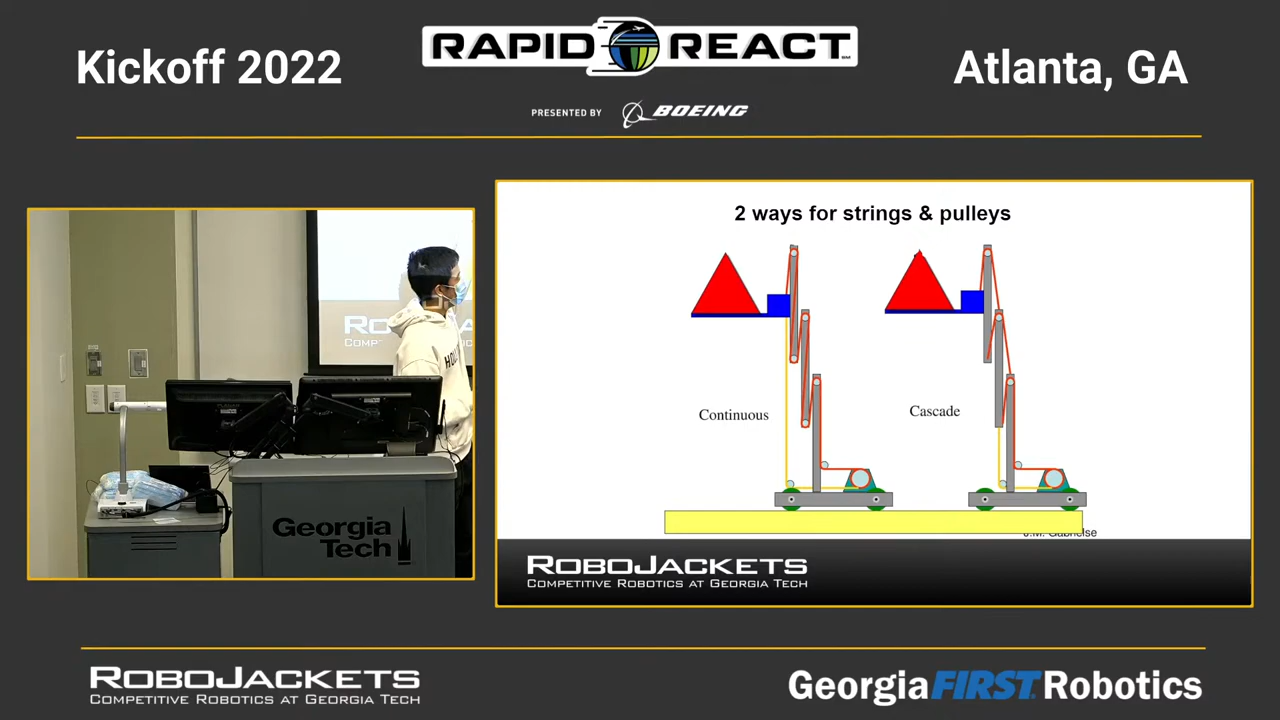 Kickoff 2022
RAPID REACT
SM
Atlanta, GA
PRESENTED BY
BOEING
2 ways for strings & pulleys
Continuous
Cascade
ROBOJACKETS
COMPETITIVE ROBOTICS AT GEORGIA TECH
Georgia
Tech
ROBOJACKETS
COMPETITIVE ROBOTICS AT GEORGIA TECH
Georgia FIRST Robotics